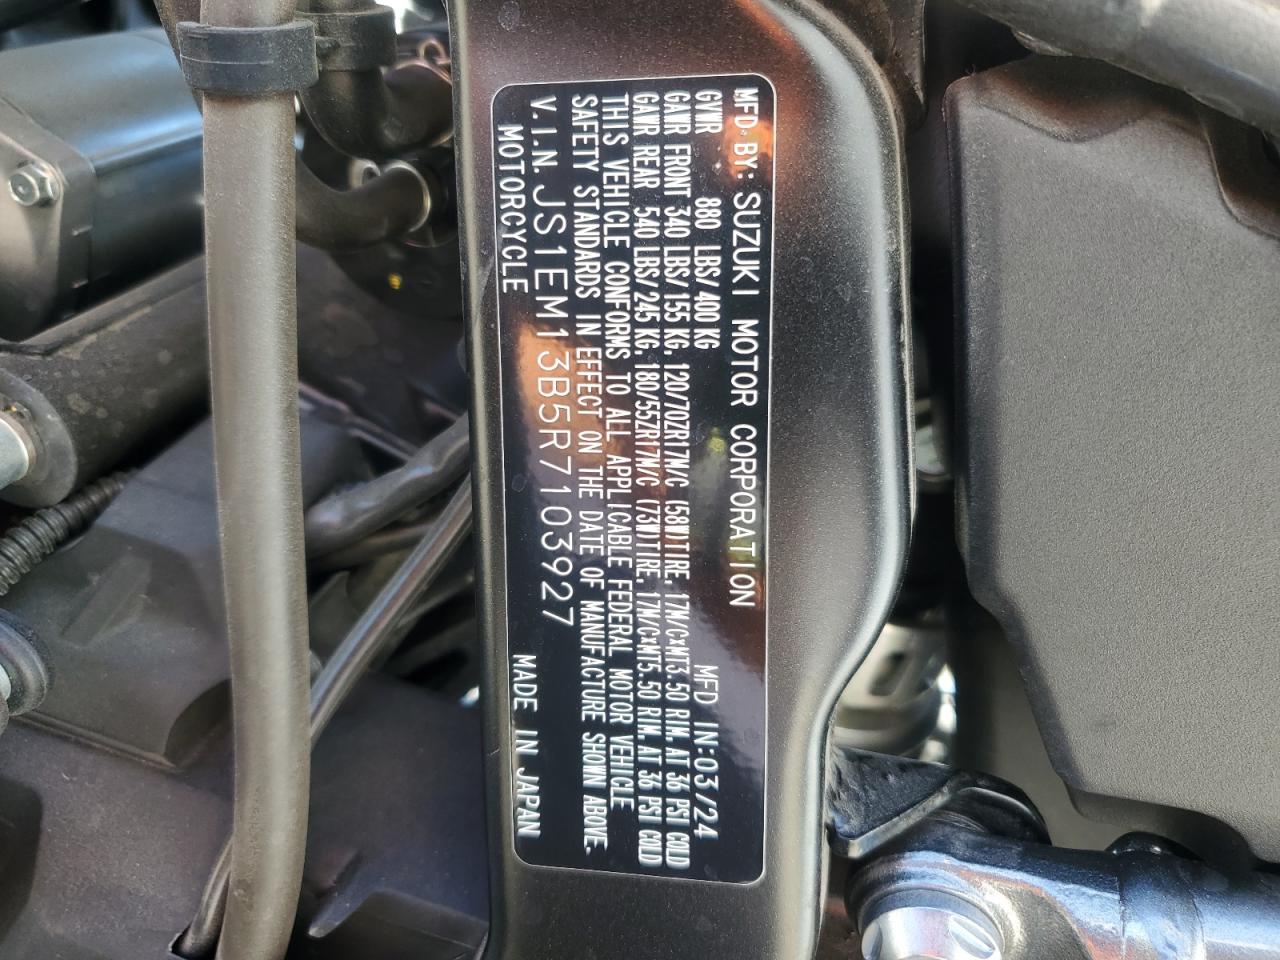 MFD. BY: SUZUKI MOTOR CORPORATION
GVWR 880 LBS/400 KG MFD IN:03/24
GAWR FRONT 340 LBS/155 KG, 120/70ZR17M/C (58W)TIRE, 17M/CxMT3.50 RIM, AT 36 PSI COLD
GAWR REAR 540 LBS/245 KG, 180/55ZR17M/C (73W)TIRE, 17M/CxMT5.50 RIM, AT 36 PSI COLD
THIS VEHICLE CONFORMS TO ALL APPLICABLE FEDERAL MOTOR VEHICLE
SAFETY STANDARDS IN EFFECT ON THE DATE OF MANUFACTURE SHOWN ABOVE.
V.I.N. JS1EM13B5R7103927
MOTORCYCLE MADE IN JAPAN